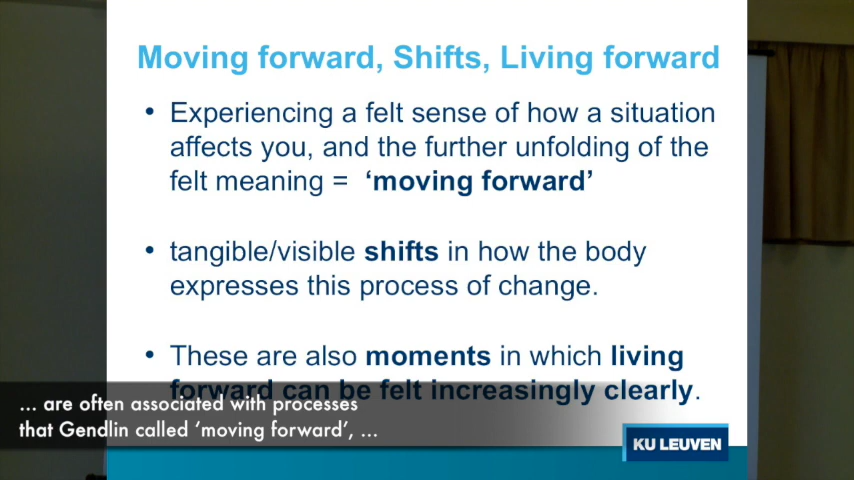 Moving forward, Shifts, Living forward
• Experiencing a felt sense of how a situation
affects you, and the further unfolding of the
felt meaning = ‘moving forward’
• tangible/visible shifts in how the body
expresses this process of change.
• These are also moments in which living
forward can be felt increasingly clearly.
... are often associated with processes
that Gendlin called ‘moving forward’, ...
KU LEUVEN